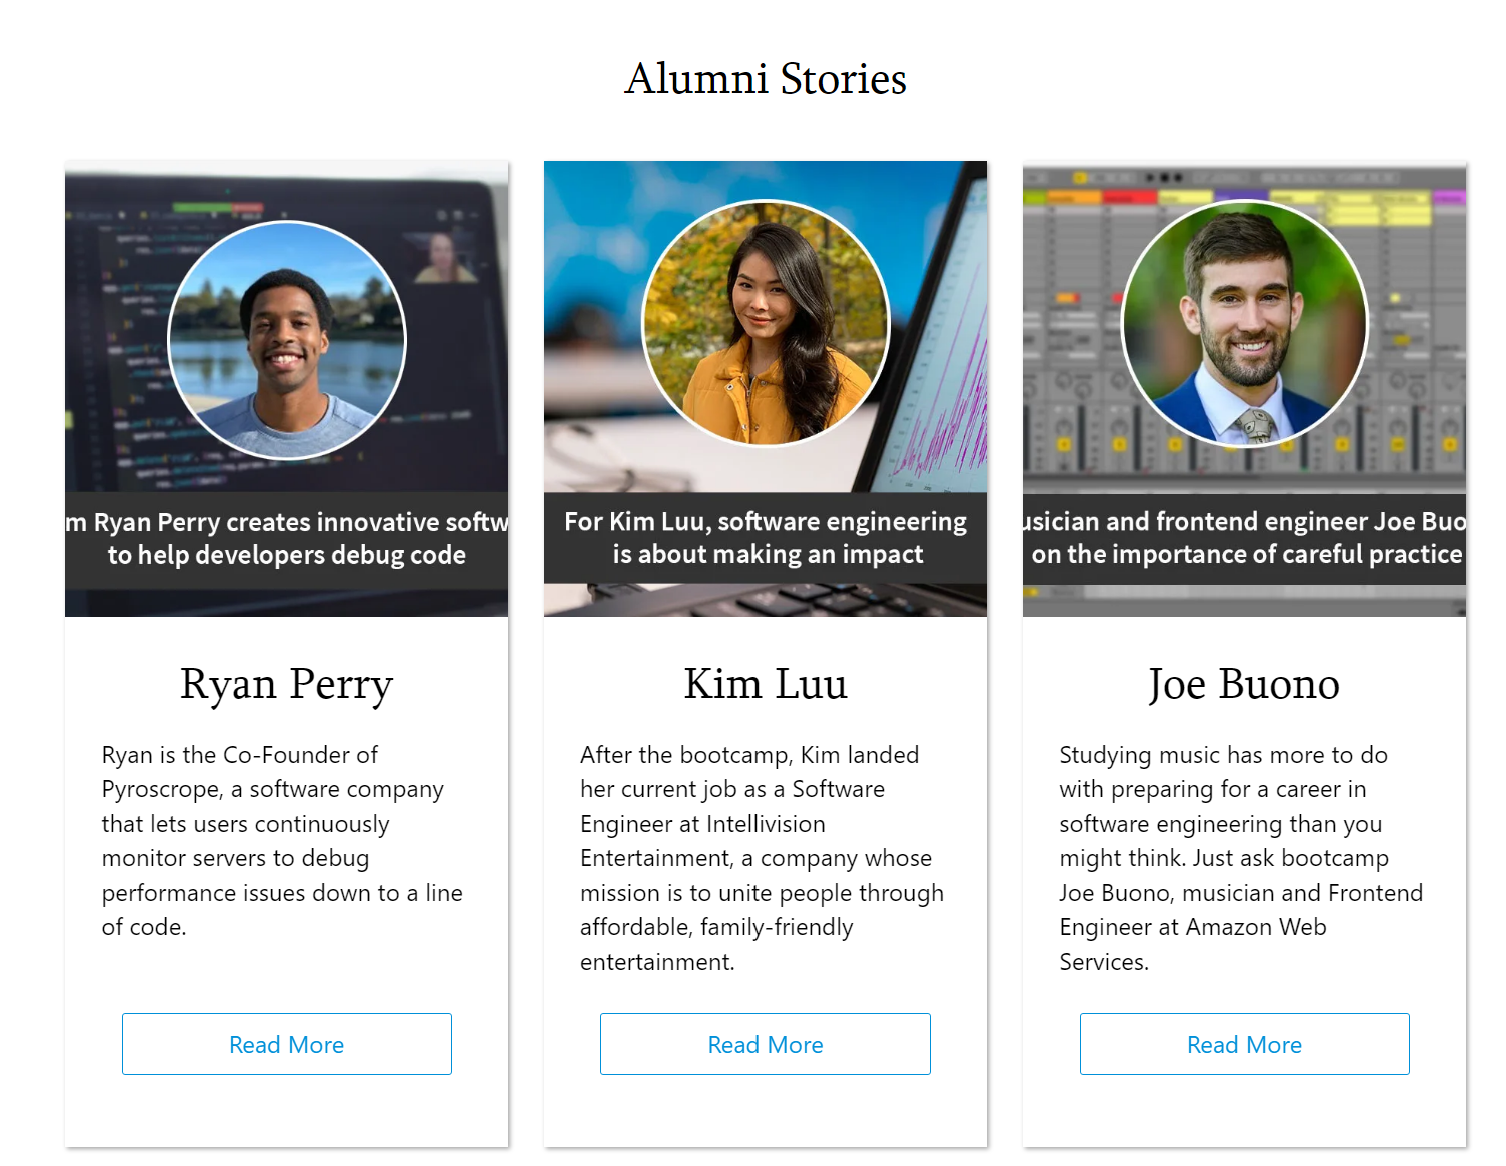 Alumni Stories
m Ryan Perry creates innovative softw
to help developers debug code
Ryan Perry
Ryan is the Co-Founder of
Pyroscrope, a software company
that lets users continuously
monitor servers to debug
performance issues down to a line
of code.
Read More
For Kim Luu, software engineering
is about making an impact
Kim Luu
After the bootcamp, Kim landed
her current job as a Software
Engineer at Intellivision
Entertainment, a company whose
mission is to unite people through
affordable, family-friendly
entertainment.
Read More
usician and frontend engineer Joe Buo
on the importance of careful practice
Joe Buono
Studying music has more to do
with preparing for a career in
software engineering than you
might think. Just ask bootcamp
Joe Buono, musician and Frontend
Engineer at Amazon Web
Services.
Read More